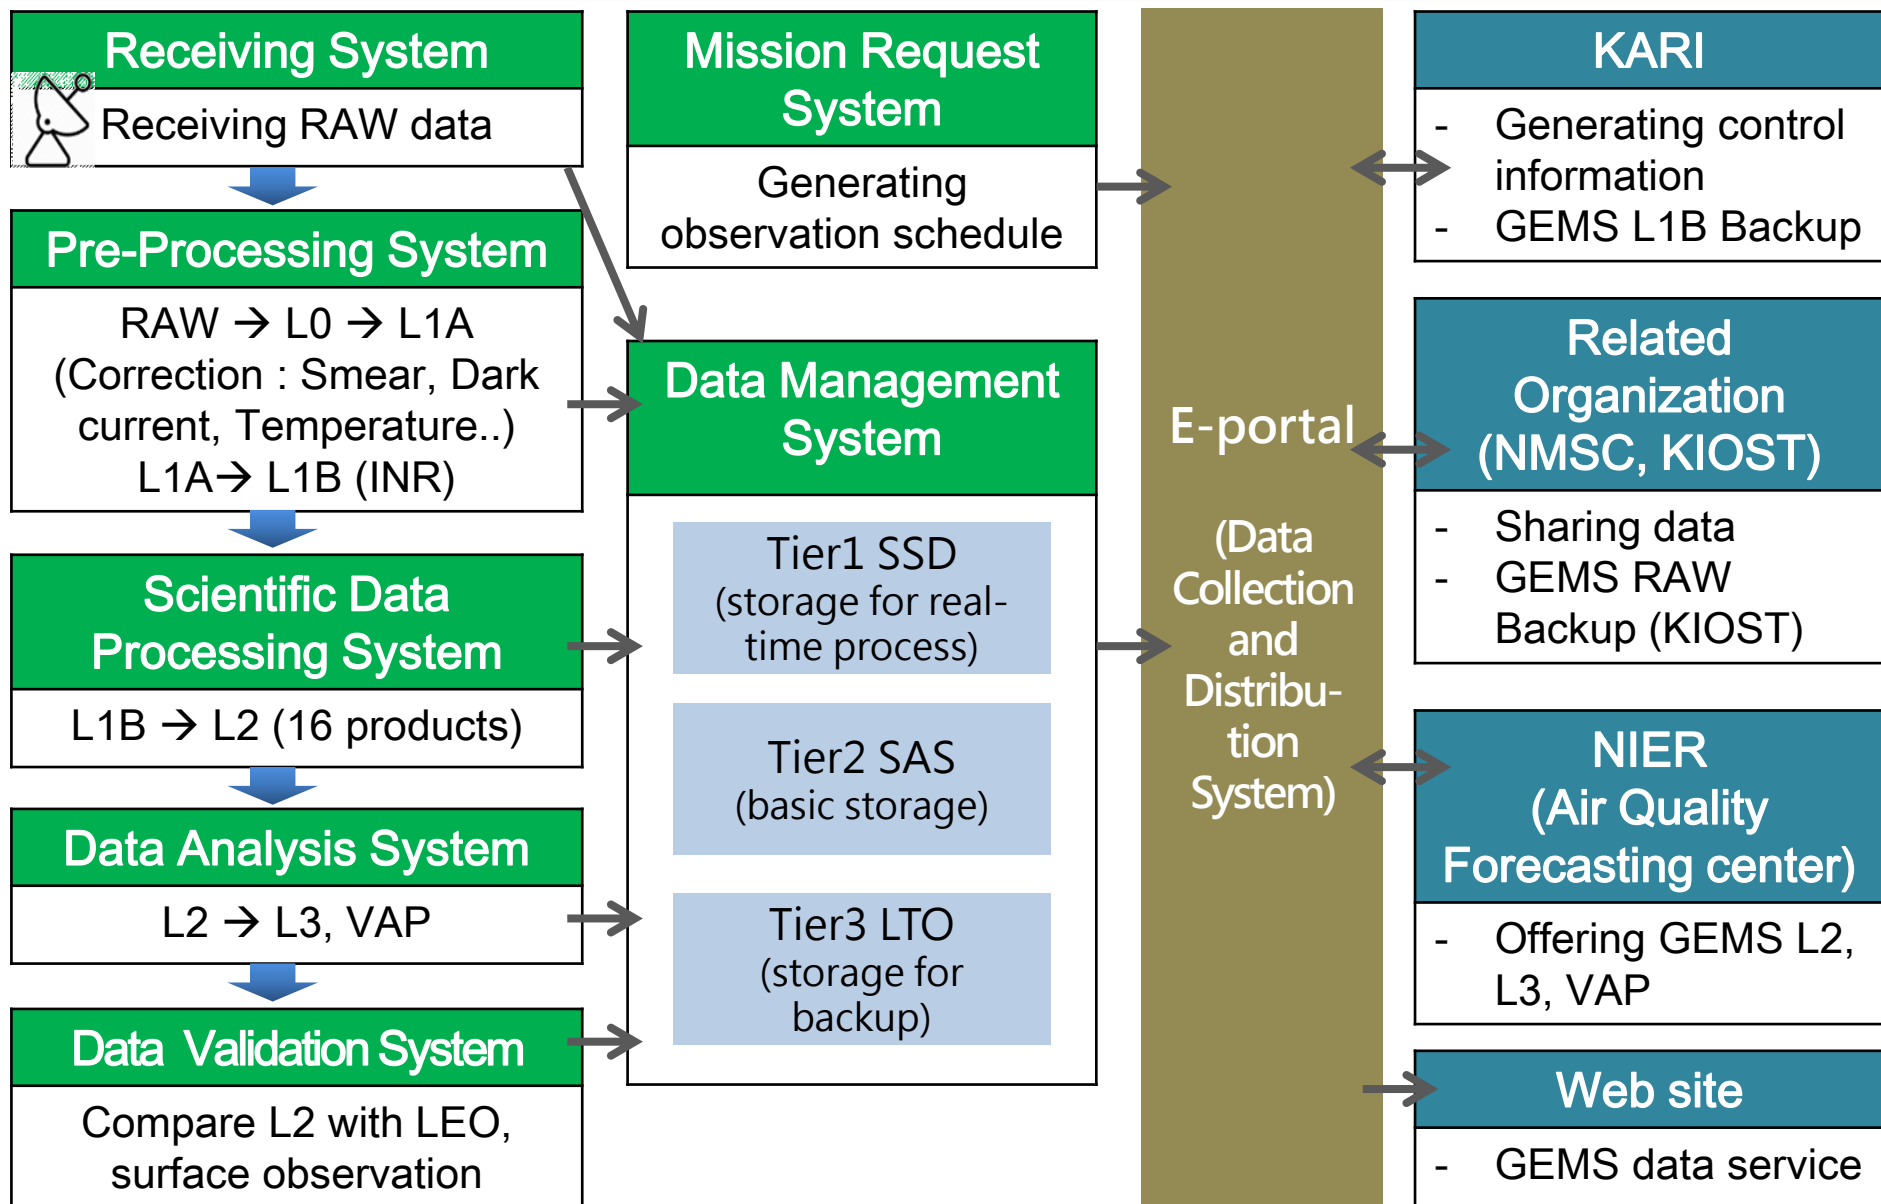 Receiving System
Receiving RAW data
Pre-Processing System
RAW → L0 → L1A
(Correction : Smear, Dark
current, Temperature..)
L1A→ L1B (INR)
Scientific Data
Processing System
L1B → L2 (16 products)
Data Analysis System
L2 → L3, VAP
Data Validation System
Compare L2 with LEO,
surface observation
Mission Request
System
Generating
observation schedule
Data Management
System
Tier1 SSD
(storage for real-
time process)
Tier2 SAS
(basic storage)
Tier3 LTO
(storage for
backup)
E-portal
(Data
Collection
and
Distribu-
tion
System)
KARI
- Generating control
information
- GEMS L1B Backup
Related
Organization
(NMSC, KIOST)
- Sharing data
- GEMS RAW
Backup (KIOST)
NIER
(Air Quality
Forecasting center)
- Offering GEMS L2,
L3, VAP
Web site
- GEMS data service